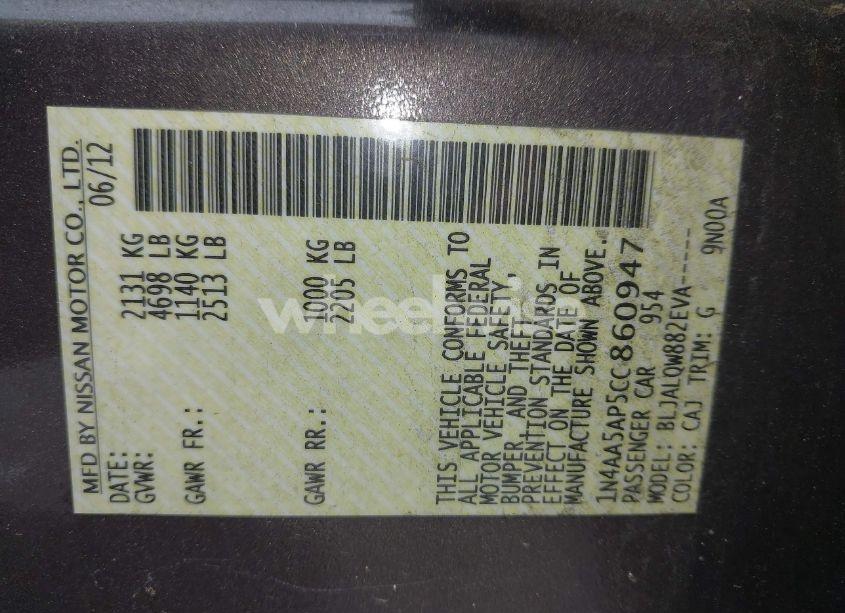 MFD BY NISSAN MOTOR CO., LTD.
DATE: 06/12
GVWR: 2131 KG
4698 LB
GAWR FR.: 1140 KG
2513 LB
GAWR RR.: 1000 KG
2205 LB
THIS VEHICLE CONFORMS TO
ALL APPLICABLE FEDERAL
MOTOR VEHICLE SAFETY,
BUMPER, AND THEFT
PREVENTION STANDARDS IN
EFFECT ON THE DATE OF
MANUFACTURE SHOWN ABOVE.
1N4AA5AP5CC860947
PASSENGER CAR 954
MODEL: BLJALQW882EVA-----
COLOR: CAJ TRIM: G 9N00A